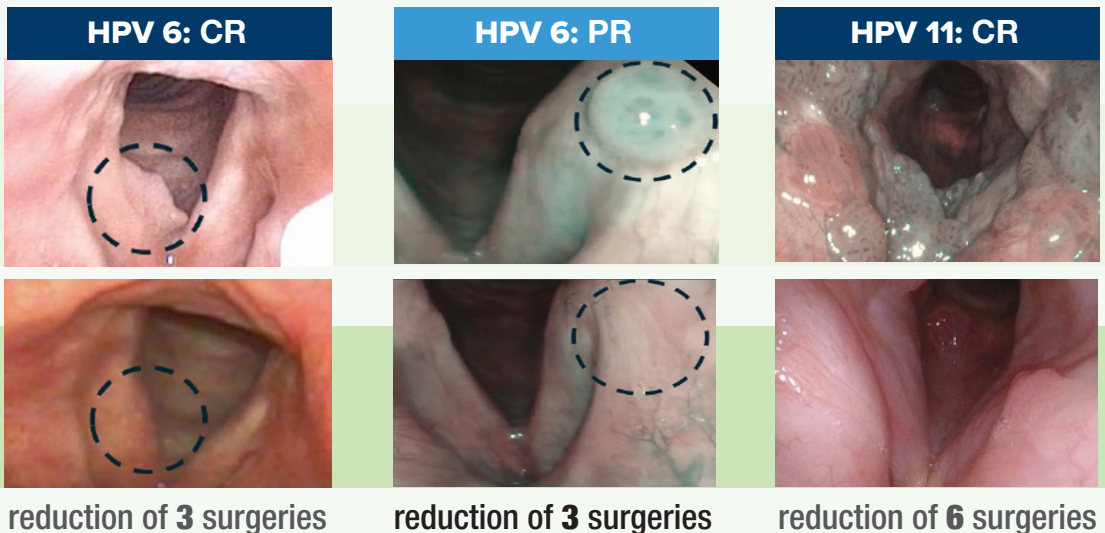 HPV 6: CR
HPV 6: PR
HPV 11: CR
reduction of 3 surgeries
reduction of 3 surgeries
reduction of 6 surgeries